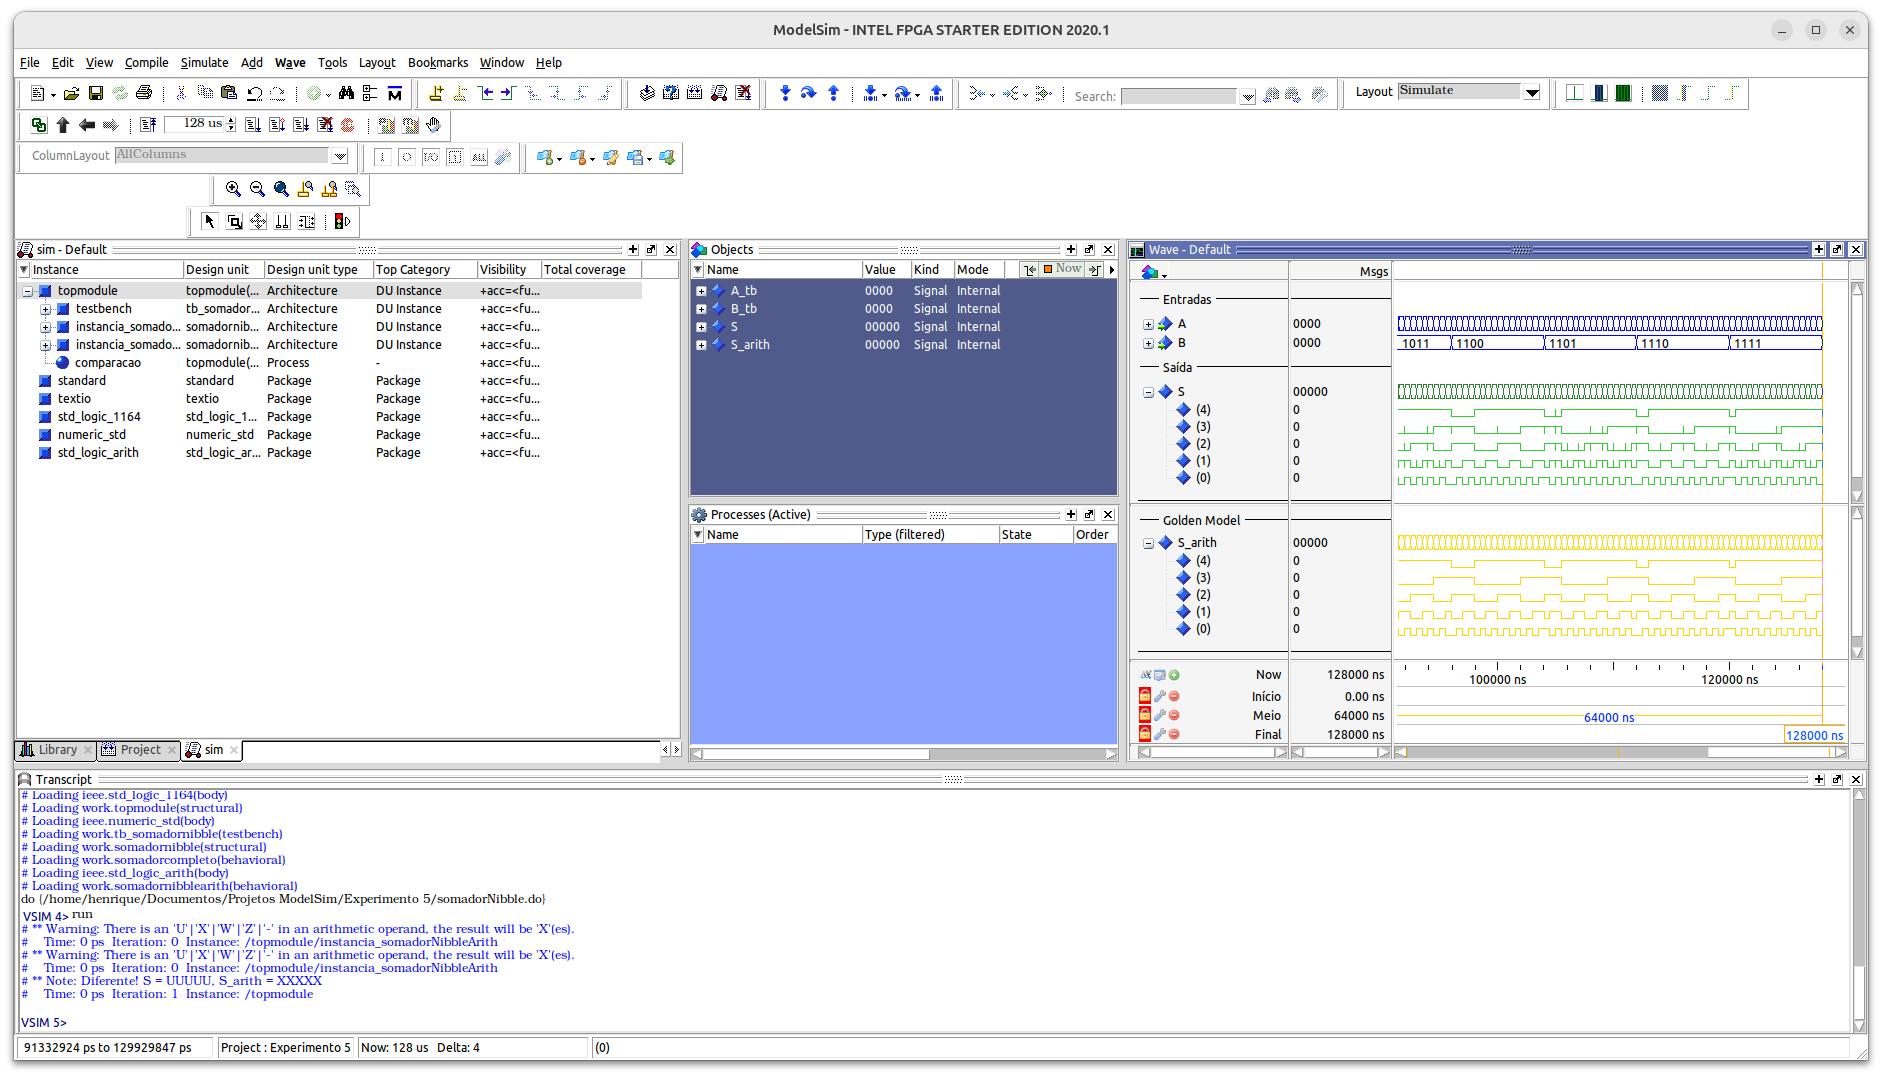 ModelSim - INTEL FPGA STARTER EDITION 2020.1
File Edit View Compile Simulate Add Wave Tools Layout Bookmarks Window Help
Search:
Layout Simulate
128 us
ColumnLayout AllColumns
sim - Default
Instance Design unit Design unit type Top Category Visibility Total coverage
topmodule topmodule(... Architecture DU Instance +acc=<fu...
testbench tb_somador... Architecture DU Instance +acc=<fu...
instancia_somado... somadornib... Architecture DU Instance +acc=<fu...
instancia_somado... somadornib... Architecture DU Instance +acc=<fu...
comparacao topmodule(... Process - +acc=<fu...
standard standard Package Package +acc=<fu...
textio textio Package Package +acc=<fu...
std_logic_1164 std_logic_1... Package Package +acc=<fu...
numeric_std numeric_std Package Package +acc=<fu...
std_logic_arith std_logic_ar... Package Package +acc=<fu...
Library Project sim
Objects
Name Value Kind Mode Now
A_tb 0000 Signal Internal
B_tb 0000 Signal Internal
S 00000 Signal Internal
S_arith 00000 Signal Internal
Processes (Active)
Name Type (filtered) State Order
Wave - Default
Msgs
Entradas
A 0000
B 0000 1011 1100 1101 1110 1111
Saída
S 00000
(4) 0
(3) 0
(2) 0
(1) 0
(0) 0
Golden Model
S_arith 00000
(4) 0
(3) 0
(2) 0
(1) 0
(0) 0
Now 128000 ns 100000 ns 120000 ns
Início 0.00 ns
Meio 64000 ns 64000 ns
Final 128000 ns 128000 ns
Transcript
# Loading ieee.std_logic_1164(body)
# Loading work.topmodule(structural)
# Loading ieee.numeric_std(body)
# Loading work.tb_somadornibble(testbench)
# Loading work.somadornibble(structural)
# Loading work.somadorcompleto(behavioral)
# Loading ieee.std_logic_arith(body)
# Loading work.somadornibblearith(behavioral)
do {/home/henrique/Documentos/Projetos ModelSim/Experimento 5/somadorNibble.do}
VSIM 4> run
# ** Warning: There is an 'U'|'X'|'W'|'Z'|'-' in an arithmetic operand, the result will be 'X'(es).
# Time: 0 ps Iteration: 0 Instance: /topmodule/instancia_somadorNibbleArith
# ** Warning: There is an 'U'|'X'|'W'|'Z'|'-' in an arithmetic operand, the result will be 'X'(es).
# Time: 0 ps Iteration: 0 Instance: /topmodule/instancia_somadorNibbleArith
# ** Note: Diferente! S = UUUUU, S_arith = XXXXX
# Time: 0 ps Iteration: 1 Instance: /topmodule
VSIM 5>
91332924 ps to 129929847 ps Project : Experimento 5 Now: 128 us Delta: 4 (0)